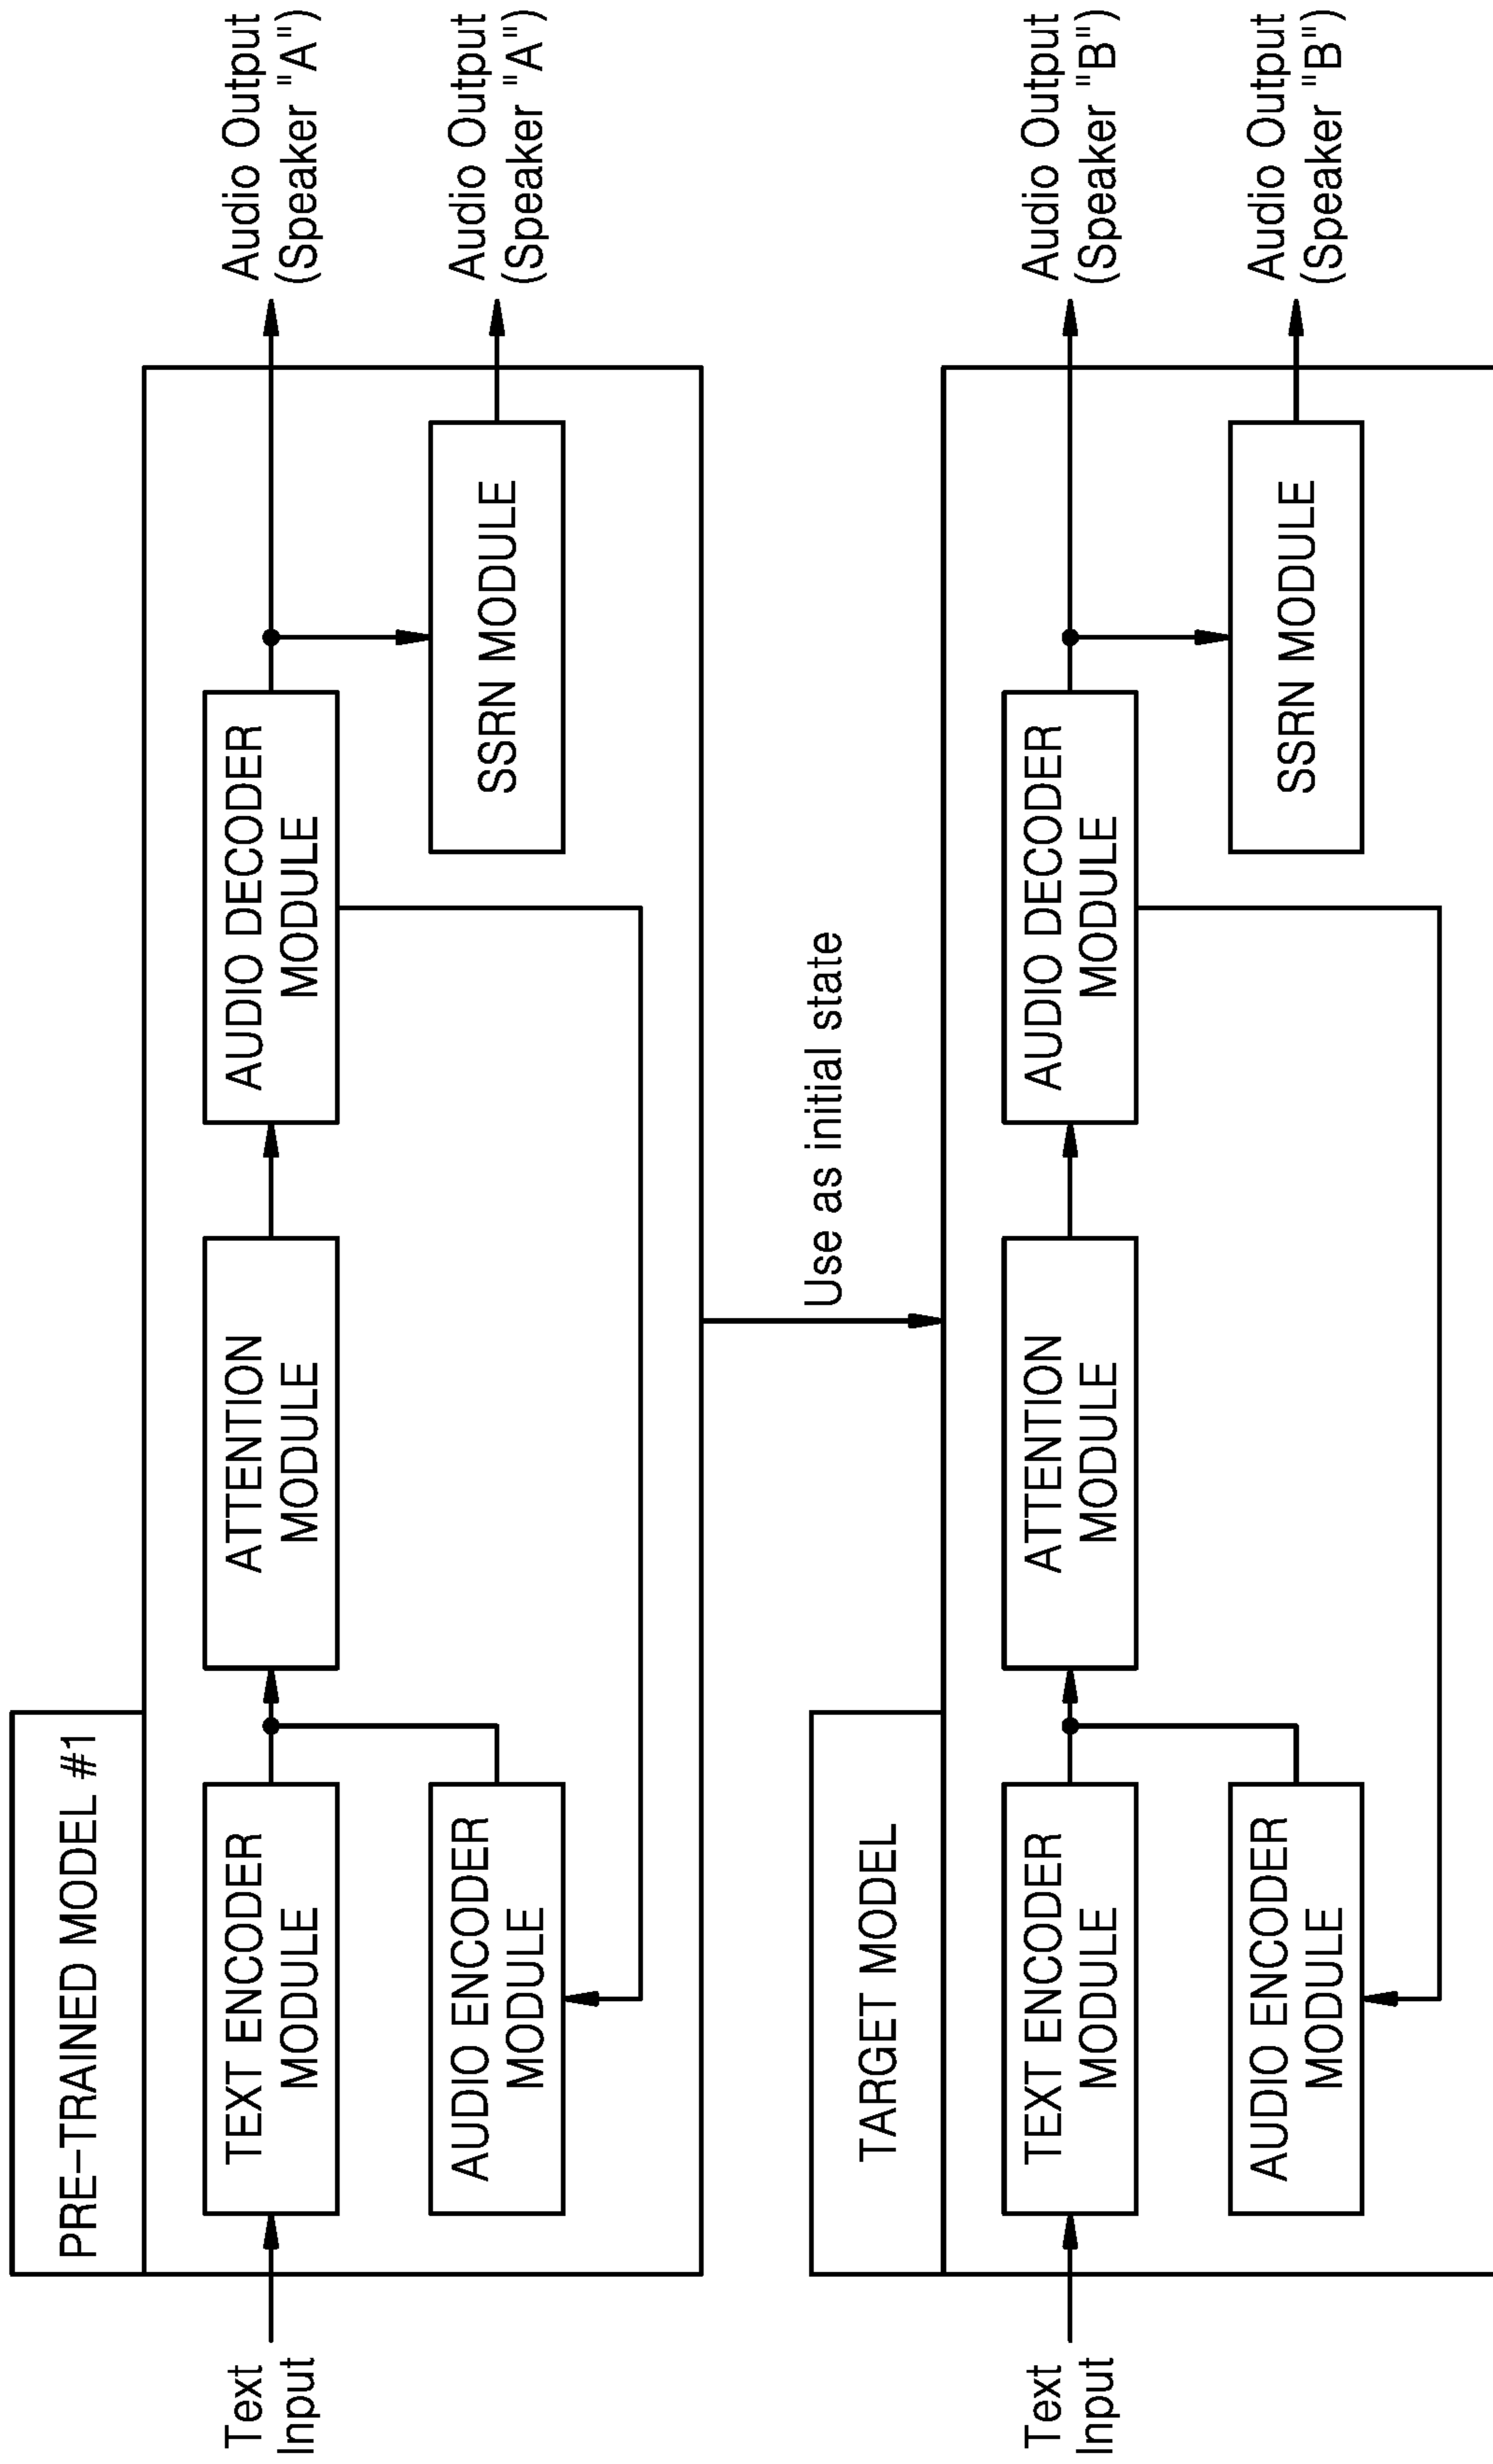 PRE-TRAINED MODEL #1
Text
Input
TEXT ENCODER
MODULE
ATTENTION
MODULE
AUDIO DECODER
MODULE
Audio Output
(Speaker "A")
AUDIO ENCODER
MODULE
SSRN MODULE
Audio Output
(Speaker "A")
Use as initial state
TARGET MODEL
Text
Input
TEXT ENCODER
MODULE
ATTENTION
MODULE
AUDIO DECODER
MODULE
Audio Output
(Speaker "B")
AUDIO ENCODER
MODULE
SSRN MODULE
Audio Output
(Speaker "B")